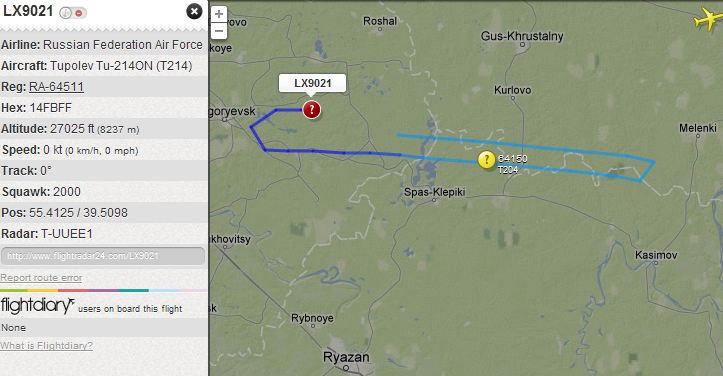 LX9021
Airline: Russian Federation Air Force
Aircraft: Tupolev Tu-214ON (T214)
Reg: RA-64511
Hex: 14FBFF
Altitude: 27025 ft (8237 m)
Speed: 0 kt (0 km/h, 0 mph)
Track: 0°
Squawk: 2000
Pos: 55.4125 / 39.5098
Radar: T-UUEE1
http://www.flightradar24.com/LX9021
Report route error
flightdiary users on board this flight
None
What is Flightdiary?
+
−
ovo
Roshal
koye
Gus-Khrustalny
LX9021
?
Kurlovo
goryevsk
Melenki
?
64150
T204
Spas-Klepiki
ukhovitsy
Kasimov
sk
Rybnoye
Ryazan